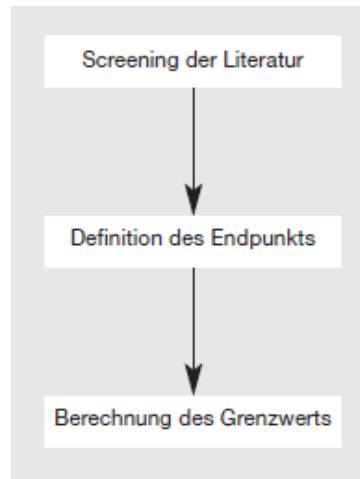 Screening der Literatur
Definition des Endpunkts
Berechnung des Grenzwerts